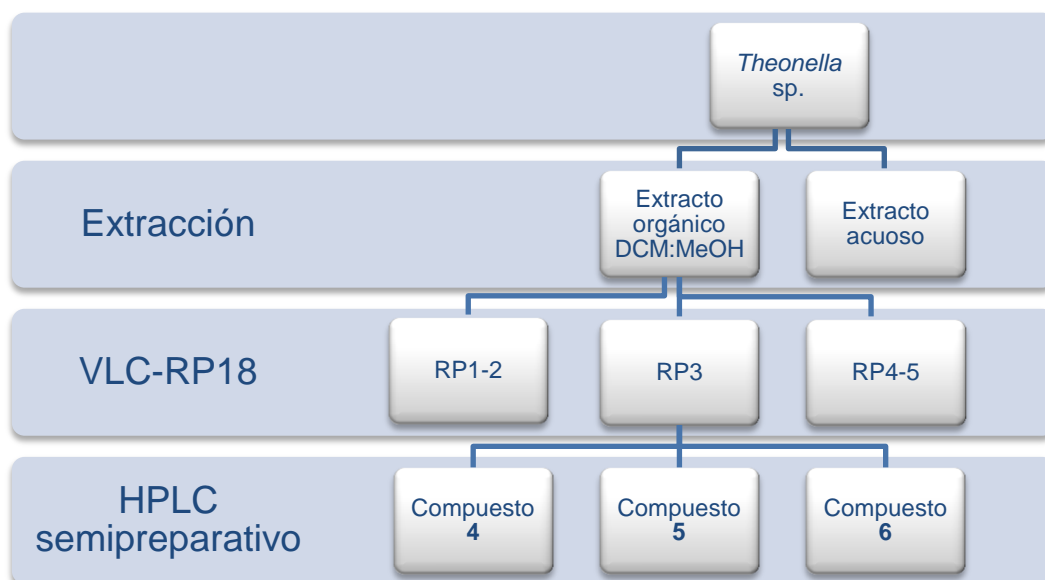 Theonella
sp.
Extracción
Extracto
orgánico
DCM:MeOH
Extracto
acuoso
VLC-RP18
RP1-2
RP3
RP4-5
HPLC
semipreparativo
Compuesto
4
Compuesto
5
Compuesto
6